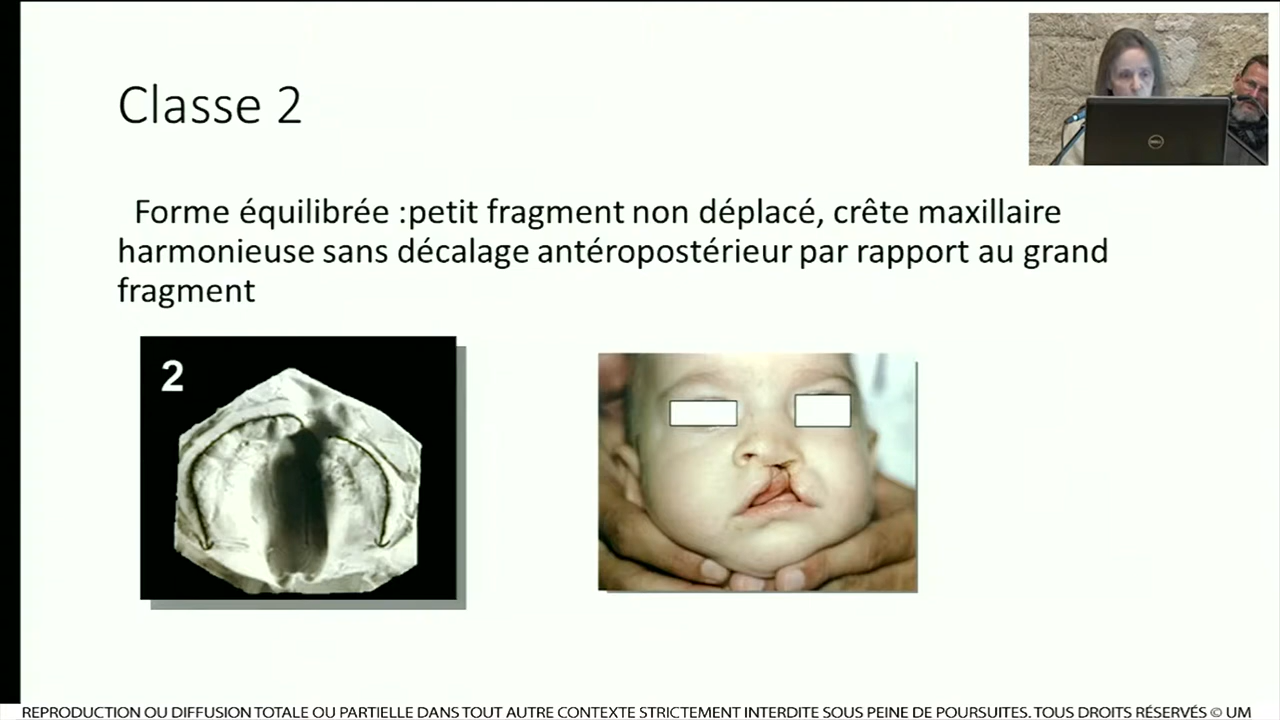 Classe 2
Forme équilibrée :petit fragment non déplacé, crête maxillaire
harmonieuse sans décalage antéropostérieur par rapport au grand
fragment
2
DELL
REPRODUCTION OU DIFFUSION TOTALE OU PARTIELLE DANS TOUT AUTRE CONTEXTE STRICTEMENT INTERDITE SOUS PEINE DE POURSUITES. TOUS DROITS RÉSERVÉS © UM